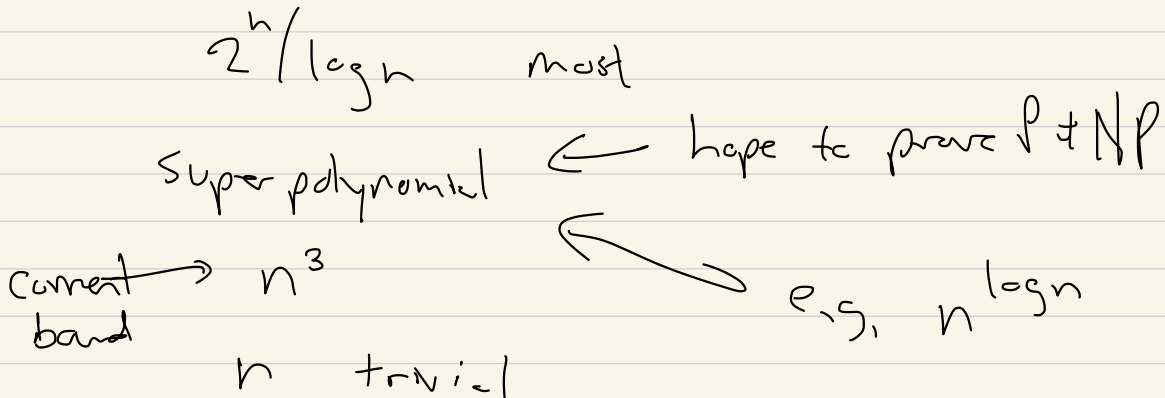 2^n/log n most
superpolynomial ← hope to prove P ≠ NP
current bound → n^3
e.g. n^log n
n trivial